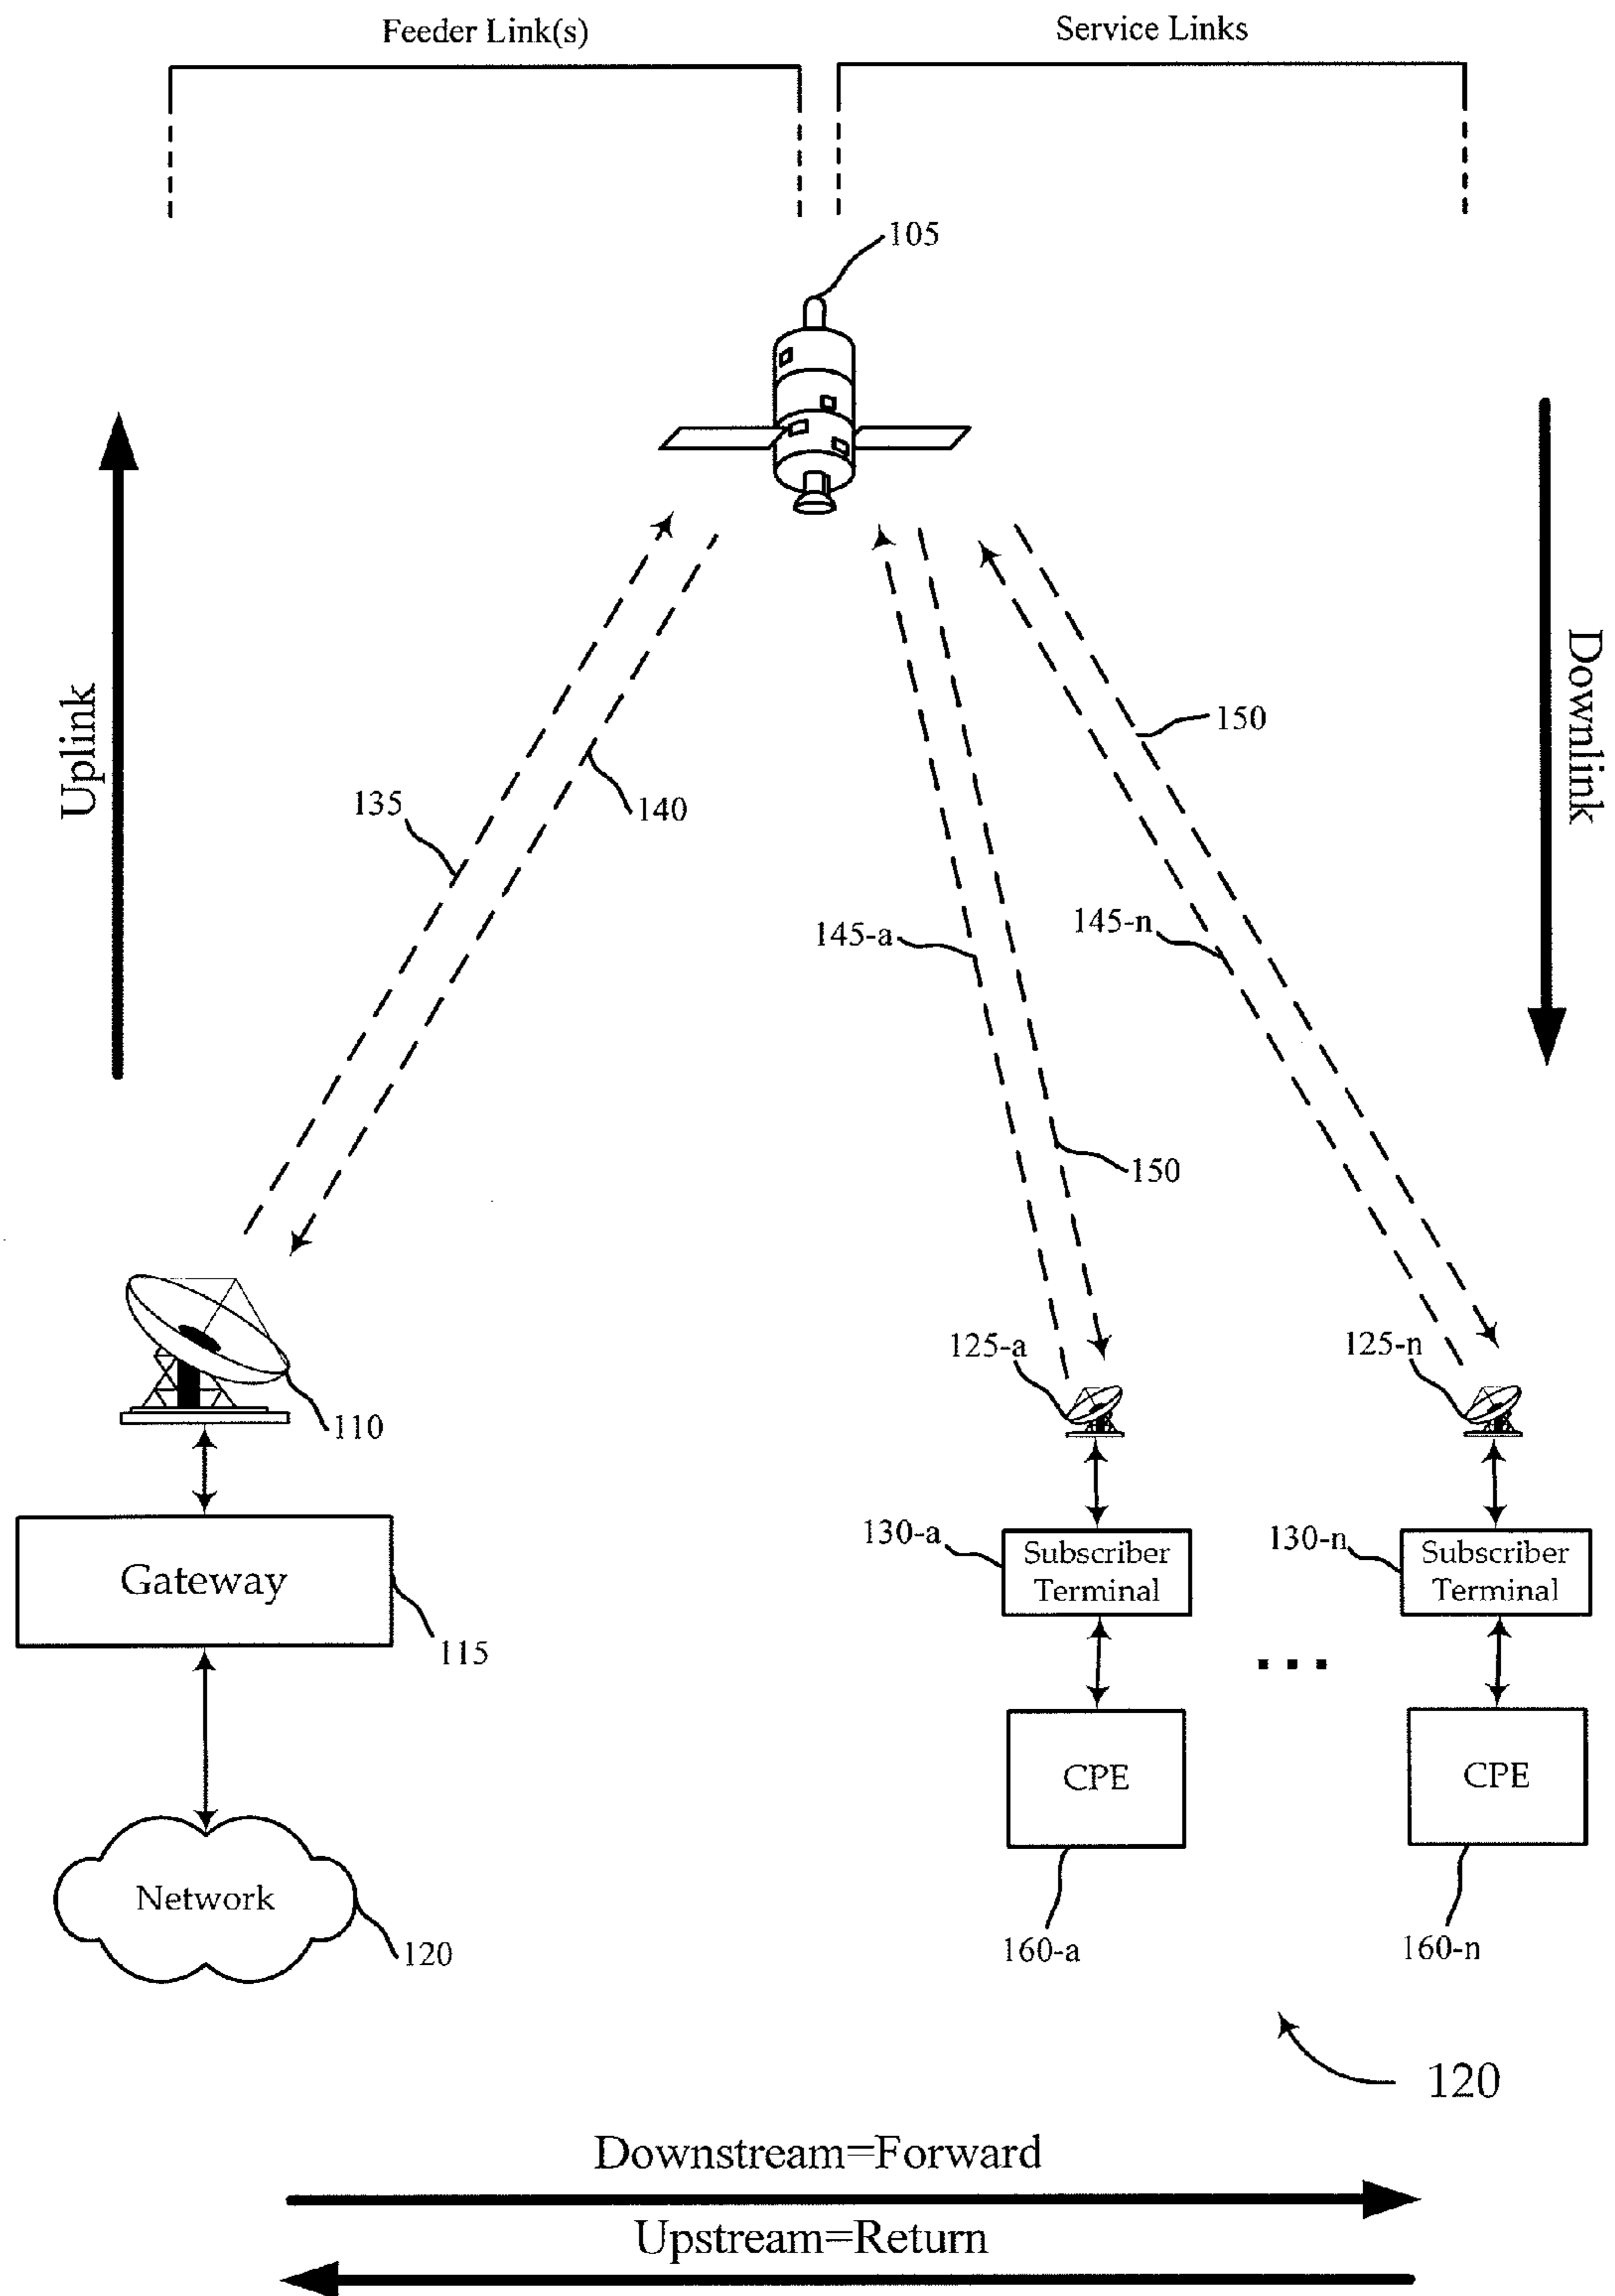 Feeder Link(s)
Service Links
105
Uplink
Downlink
150
135
140
145-a
145-n
150
125-a
125-n
110
130-a
Subscriber
Terminal
130-n
Subscriber
Terminal
Gateway
115
...
CPE
CPE
Network
120
160-a
160-n
120
Downstream=Forward
Upstream=Return